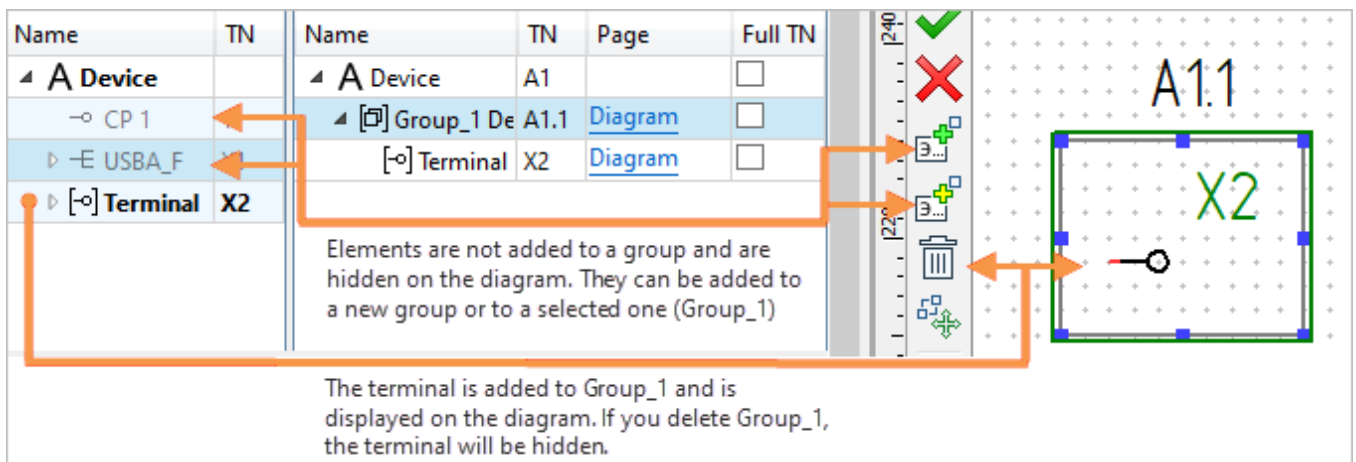 Name TN Name TN Page Full TN
A Device A Device A1
CP 1 Group_1 De A1.1 Diagram
USBA_F Terminal X2 Diagram
Terminal X2
Elements are not added to a group and are
hidden on the diagram. They can be added to
a new group or to a selected one (Group_1)
The terminal is added to Group_1 and is
displayed on the diagram. If you delete Group_1,
the terminal will be hidden.
240
220
Э...
Э...
A1.1
X2